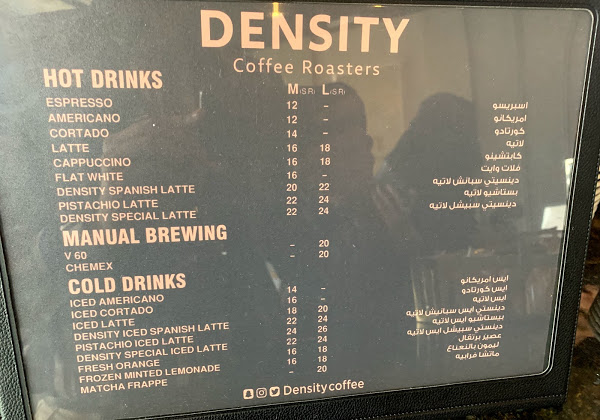 DENSITY
Coffee Roasters
HOT DRINKS M(SR) L(SR)
ESPRESSO 12 – اسبريسو
AMERICANO 12 – امريكانو
CORTADO 14 – كورتادو
LATTE 16 18 لاتيه
CAPPUCCINO 16 18 كابتشينو
FLAT WHITE 16 – فلات وايت
DENSITY SPANISH LATTE 20 22 دينسيتي سبانش لاتيه
PISTACHIO LATTE 22 24 بستاشيو لاتيه
DENSITY SPECIAL LATTE 22 24 دينسيتي سبيشل لاتيه
MANUAL BREWING
V 60 – 20
CHEMEX – 20
COLD DRINKS
ICED AMERICANO 14 – ايس امريكانو
ICED CORTADO 16 – ايس كورتادو
ICED LATTE 18 20 ايس لاتيه
DENSITY ICED SPANISH LATTE 22 24 دينستي ايس سبانيش لاتيه
PISTACHIO ICED LATTE 24 26 بستاشيو ايس لاتيه
DENSITY SPECIAL ICED LATTE 22 24 دينستي سبيشل ايس لاتيه
FRESH ORANGE 16 18 عصير برتقال
FROZEN MINTED LEMONADE 16 18 ليمون بالنعناع
MATCHA FRAPPE – 20 ماتشا فرابيه
Densitycoffee